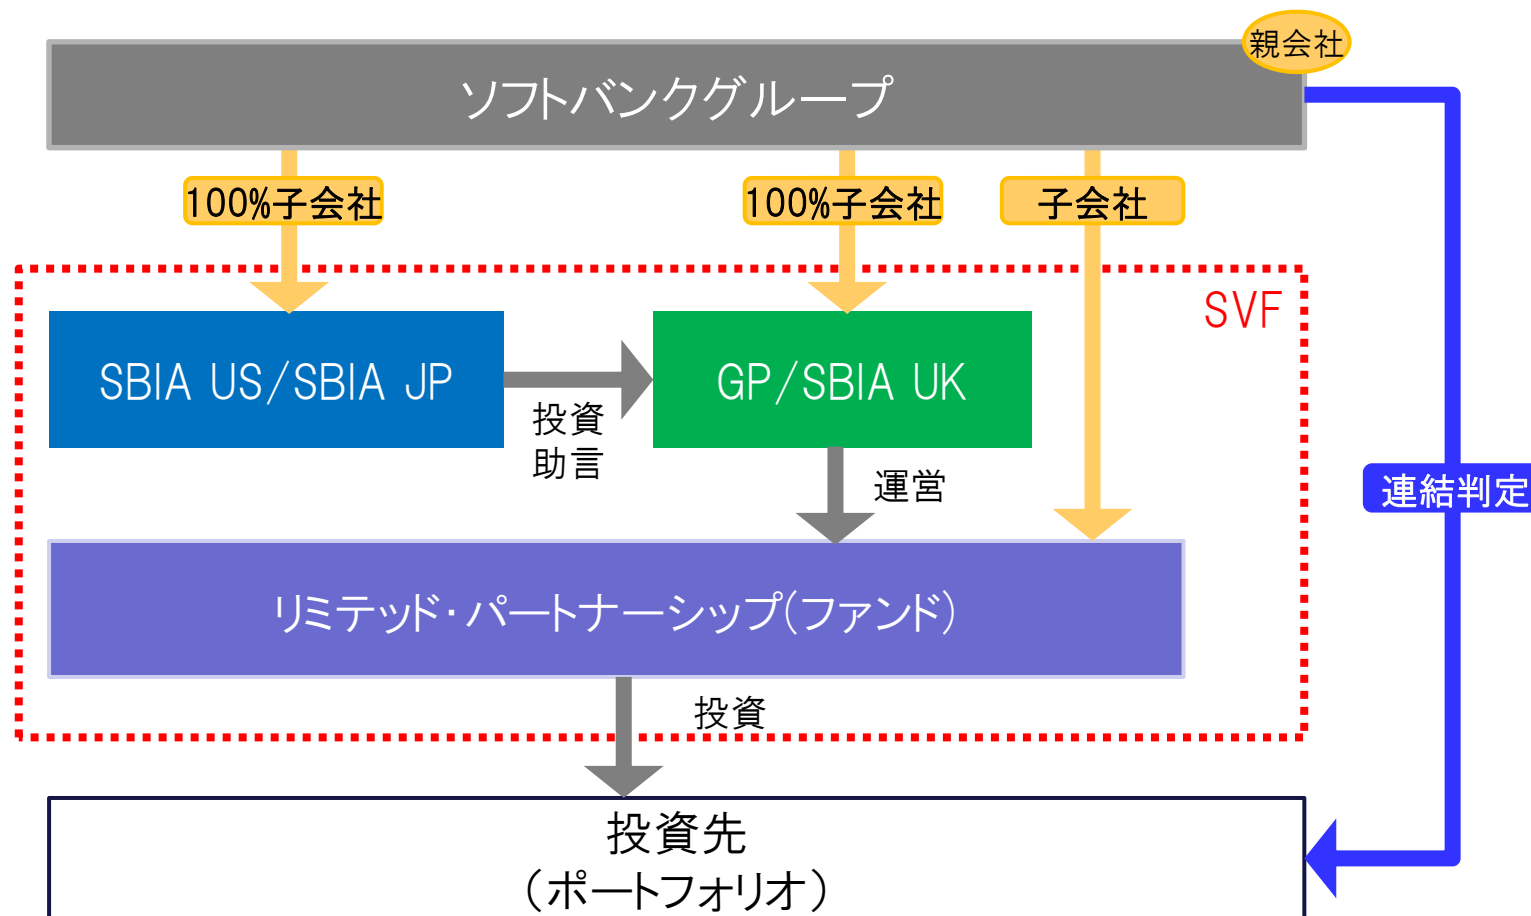 親会社
ソフトバンクグループ
100%子会社
100%子会社
子会社
SVF
SBIA US/SBIA JP
GP/SBIA UK
投資
助言
運営
連結判定
リミテッド・パートナーシップ(ファンド)
投資
投資先
(ポートフォリオ)